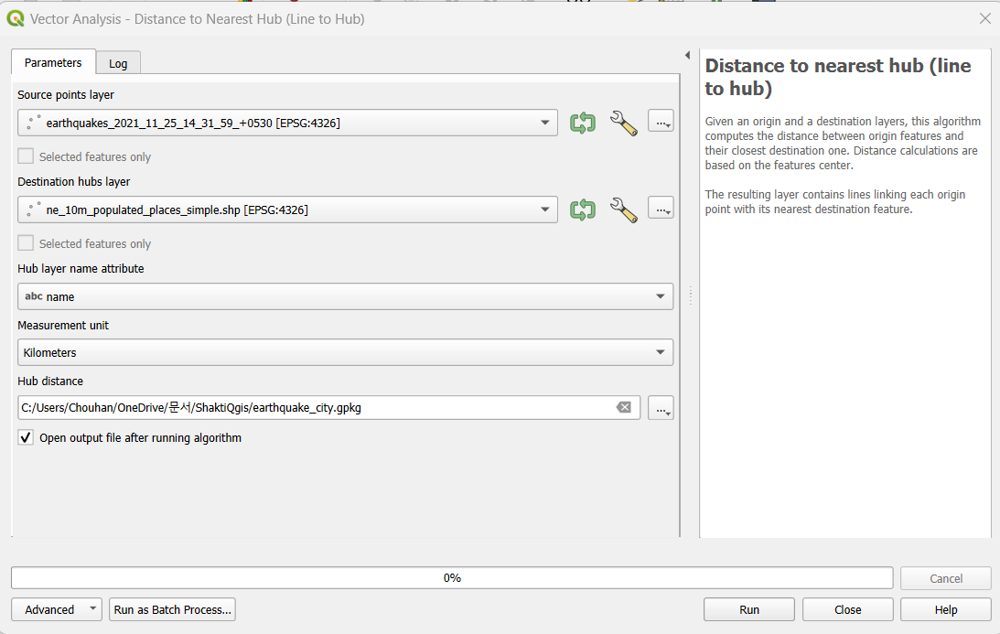 Vector Analysis - Distance to Nearest Hub (Line to Hub)
Parameters
Log
Source points layer
earthquakes_2021_11_25_14_31_59_+0530 [EPSG:4326]
...
Selected features only
Destination hubs layer
ne_10m_populated_places_simple.shp [EPSG:4326]
...
Selected features only
Hub layer name attribute
abc name
Measurement unit
Kilometers
Hub distance
C:/Users/Chouhan/OneDrive/문서/ShaktiQgis/earthquake_city.gpkg
...
Open output file after running algorithm
Distance to nearest hub (line
to hub)
Given an origin and a destination layers, this algorithm
computes the distance between origin features and
their closest destination one. Distance calculations are
based on the features center.
The resulting layer contains lines linking each origin
point with its nearest destination feature.
0%
Cancel
Advanced
Run as Batch Process...
Run
Close
Help